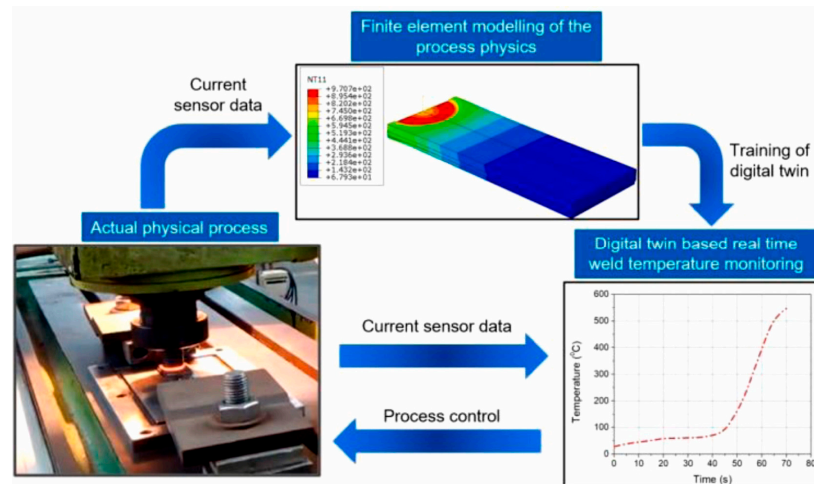 Finite element modelling of the
process physics
Current
sensor data
NT11
+9.707e+02
+8.954e+02
+8.202e+02
+7.450e+02
+6.698e+02
+5.945e+02
+5.193e+02
+4.441e+02
+3.688e+02
+2.936e+02
+2.184e+02
+1.432e+02
+6.793e+01
Training of
digital twin
Actual physical process
Digital twin based real time
weld temperature monitoring
Current sensor data
Process control
Temperature (⁰C)
600
500
400
300
200
100
0
0 10 20 30 40 50 60 70 80
Time (s)